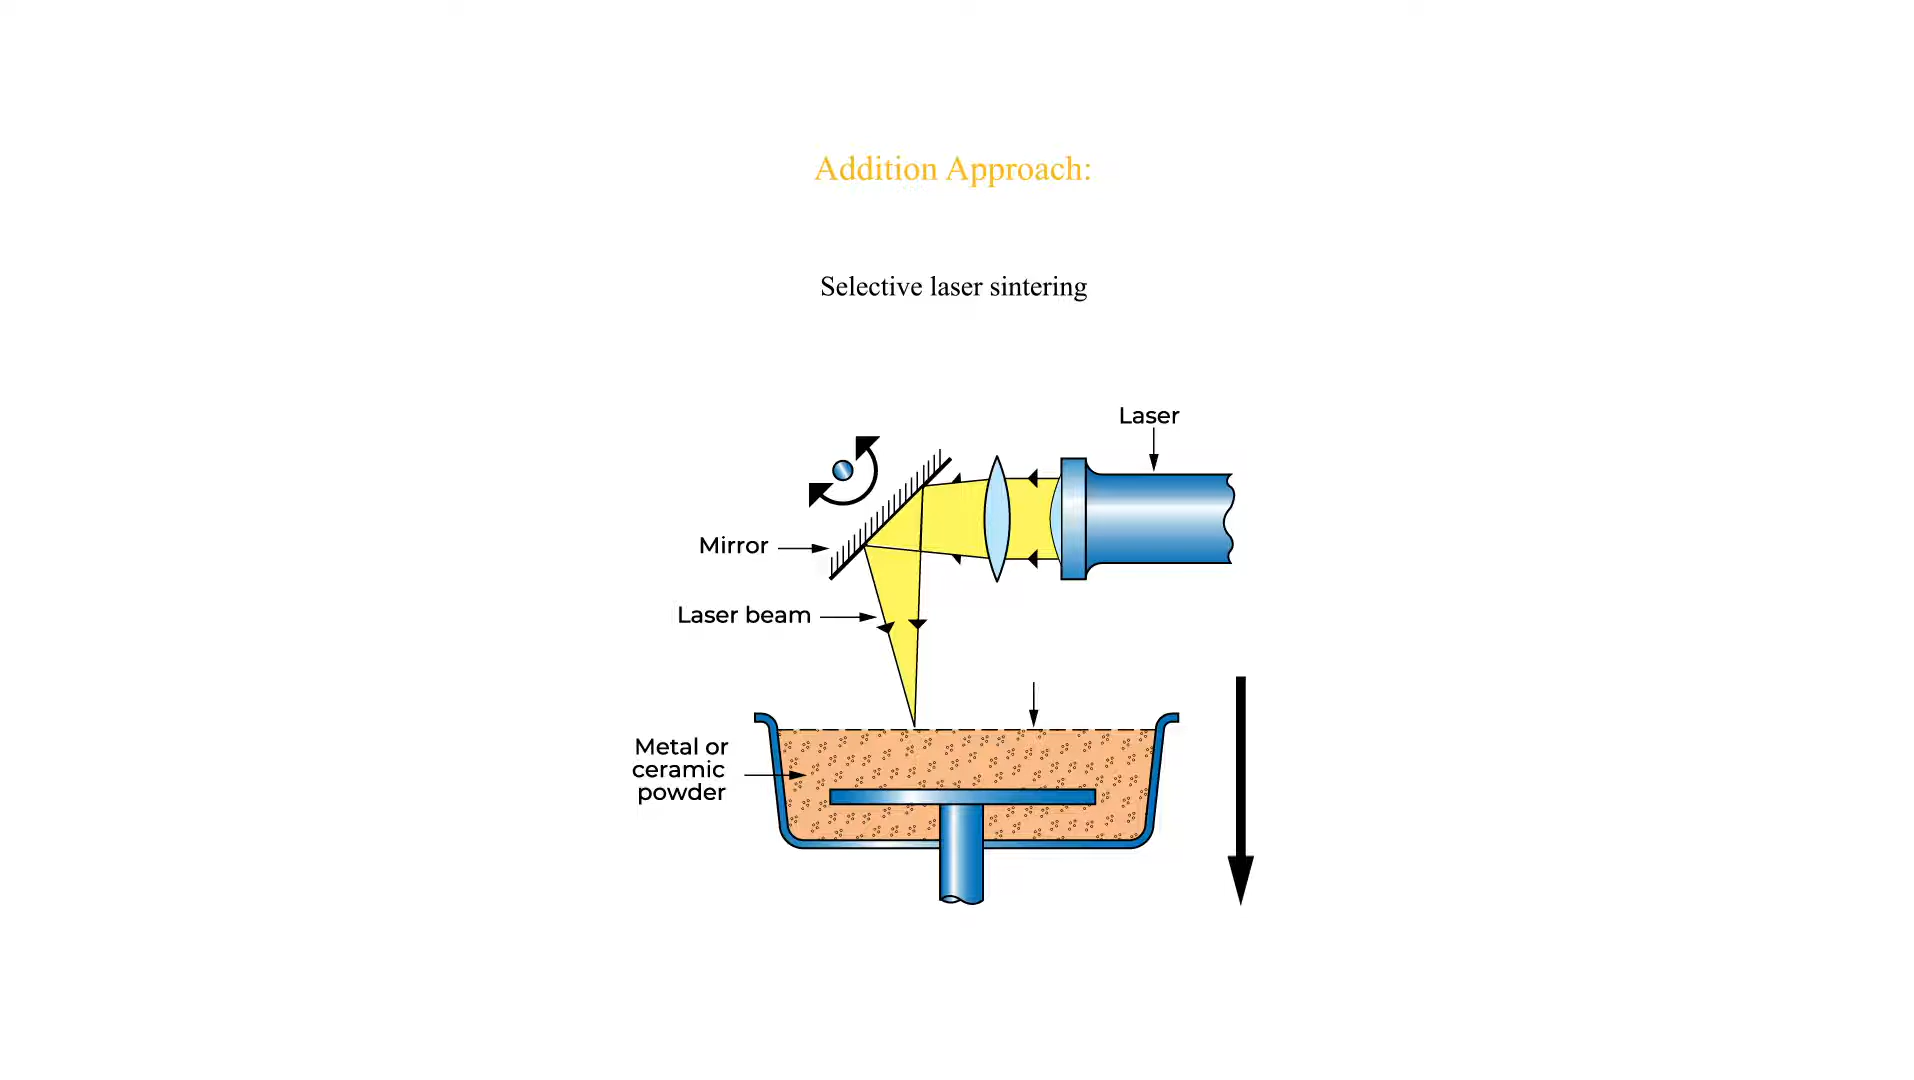 Addition Approach:
Selective laser sintering
Laser
Mirror
Laser beam
Metal or
ceramic
powder